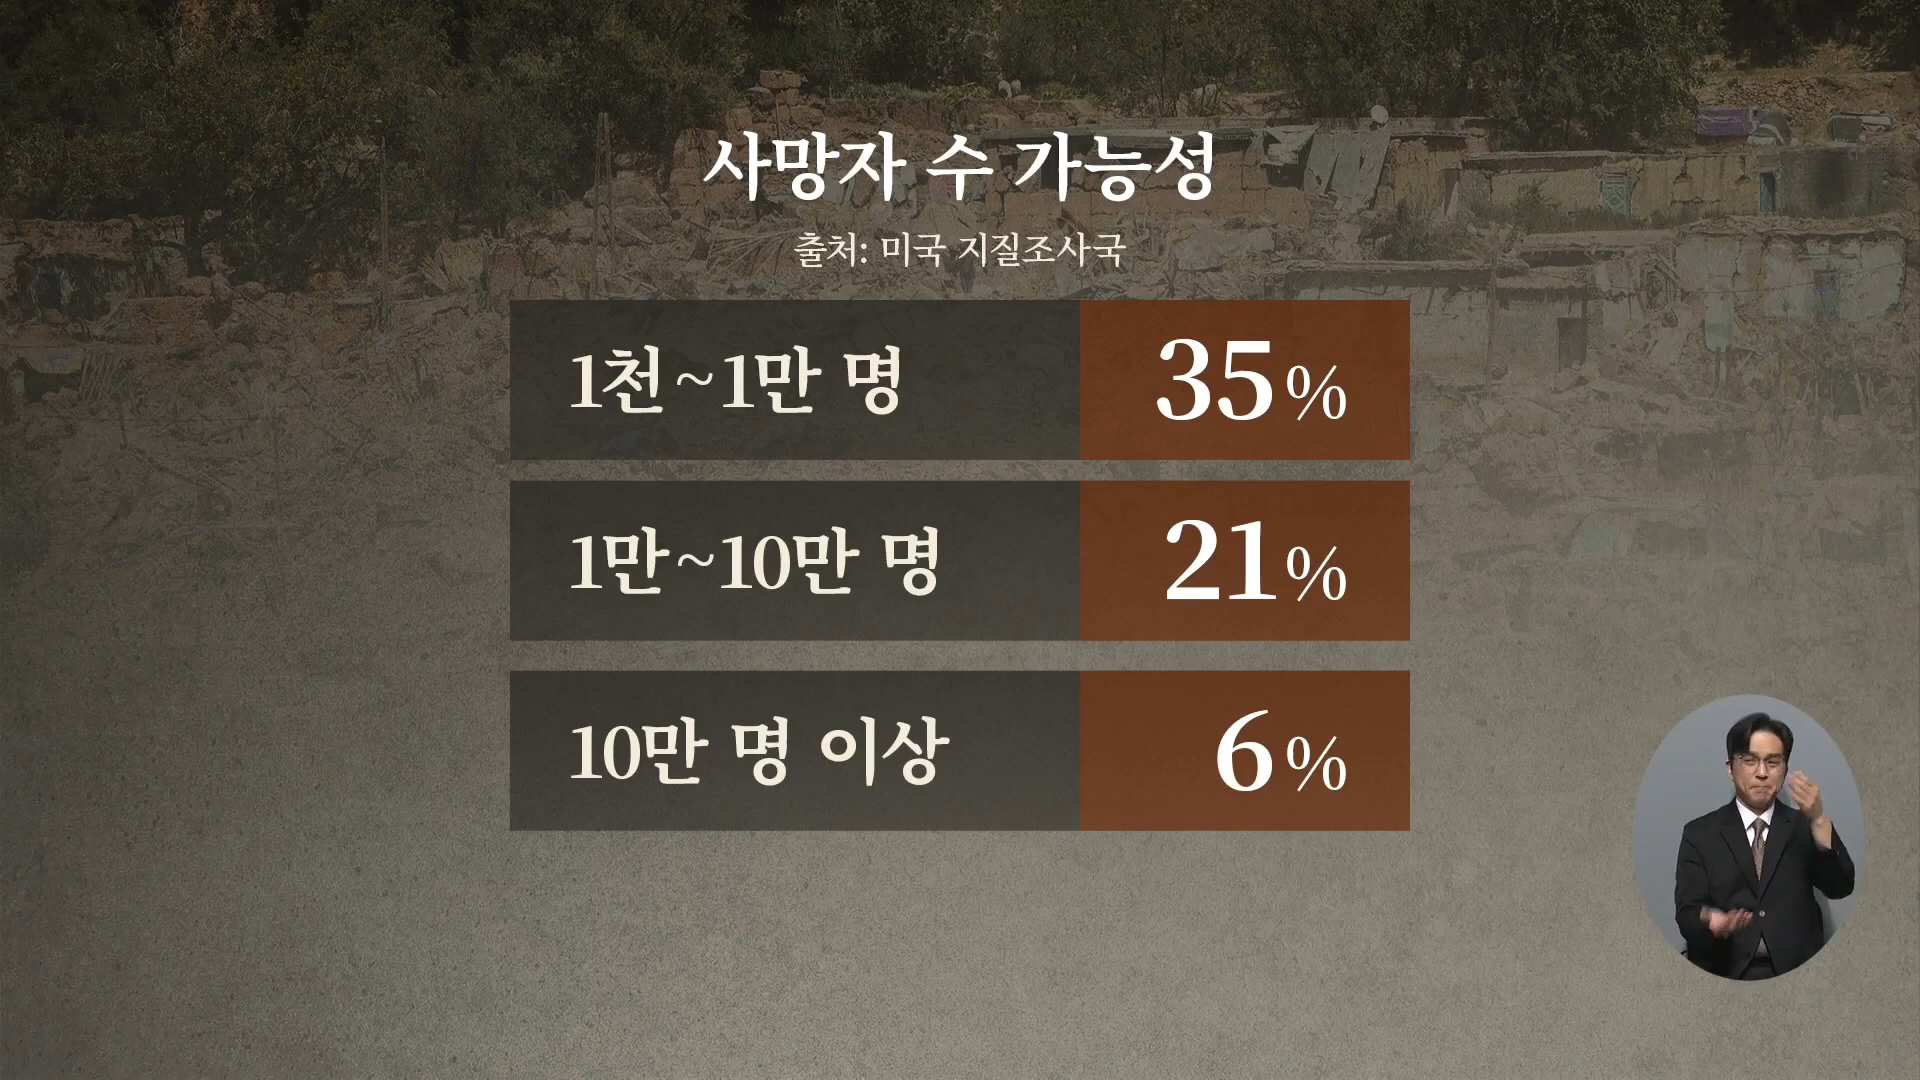 사망자 수 가능성
출처: 미국 지질조사국
1천~1만 명 35%
1만~10만 명 21%
10만 명 이상 6%